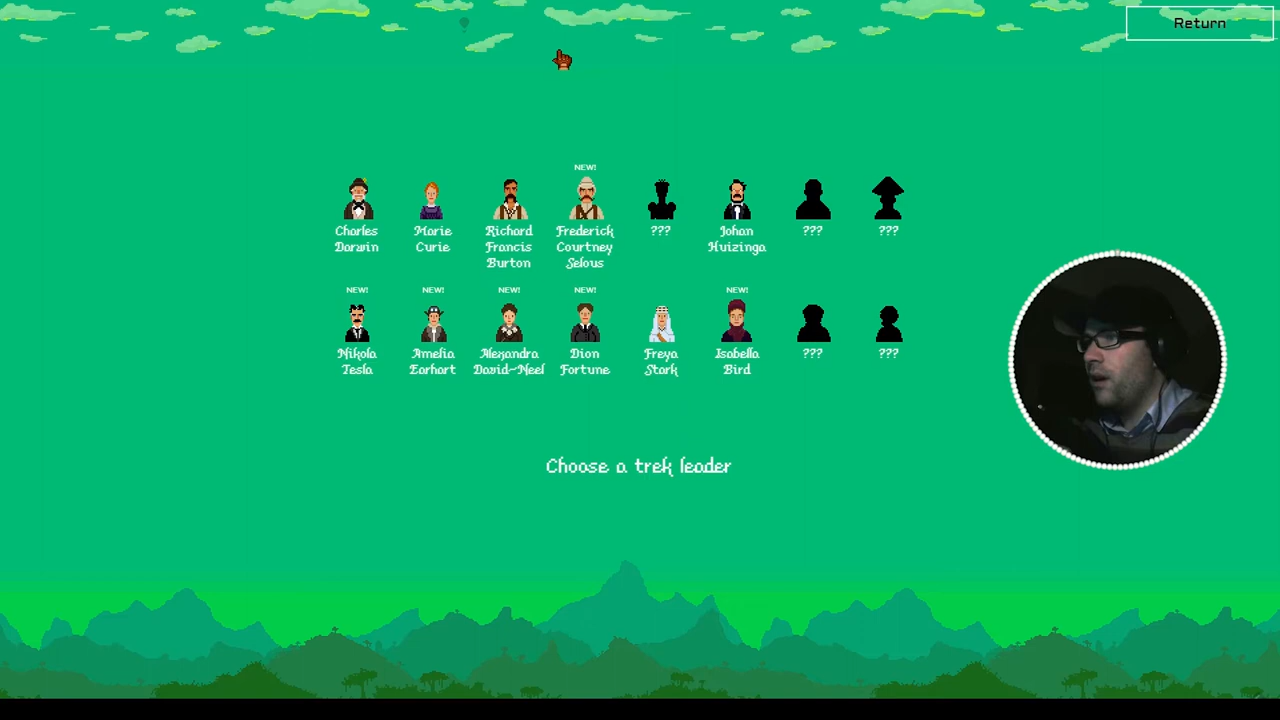 Return
NEW!
Charles
Darwin
Marie
Curie
Richard
Francis
Burton
Frederick
Courtney
Selous
???
Johan
Huizinga
???
???
NEW!
NEW!
NEW!
NEW!
NEW!
Nikola
Tesla
Amelia
Earhart
Alexandra
David~Neel
Dion
Fortune
Freya
Stark
Isabella
Bird
???
???
Choose a trek leader